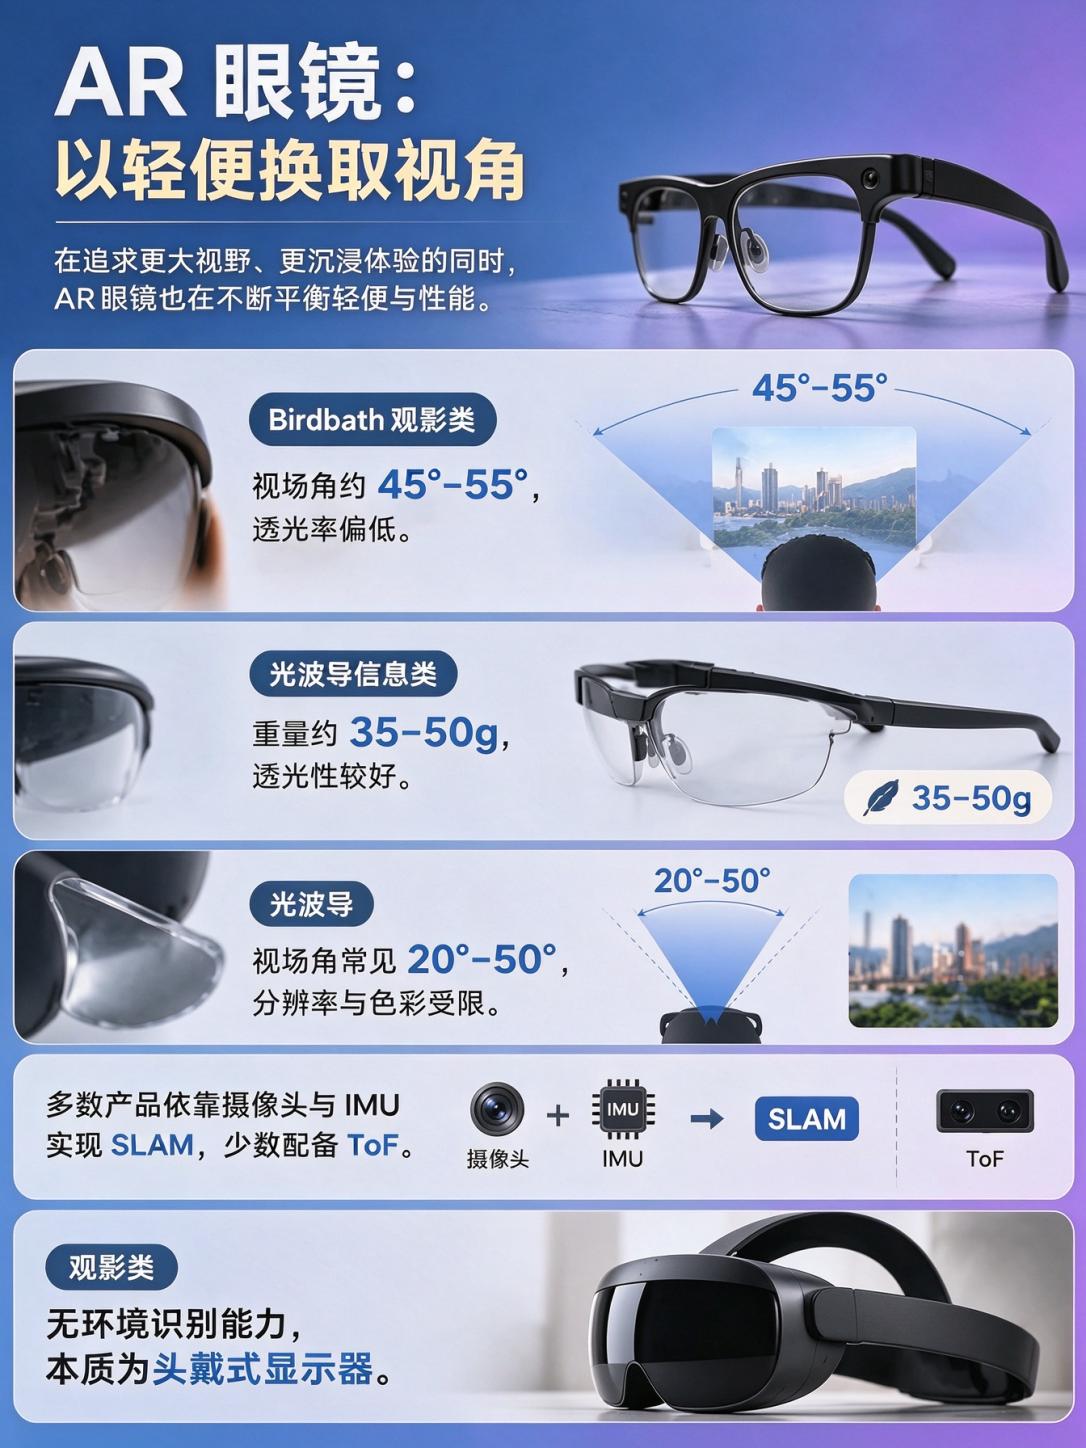 AR 眼镜：
以轻便换取视角
在追求更大视野、更沉浸体验的同时，
AR 眼镜也在不断平衡轻便与性能。
Birdbath 观影类
视场角约 45°–55°，
透光率偏低。
45°–55°
光波导信息类
重量约 35–50g，
透光性较好。
35–50g
光波导
视场角常见 20°–50°，
分辨率与色彩受限。
20°–50°
多数产品依靠摄像头与 IMU
实现 SLAM，少数配备 ToF。
摄像头
+
IMU
IMU
SLAM
ToF
观影类
无环境识别能力，
本质为头戴式显示器。